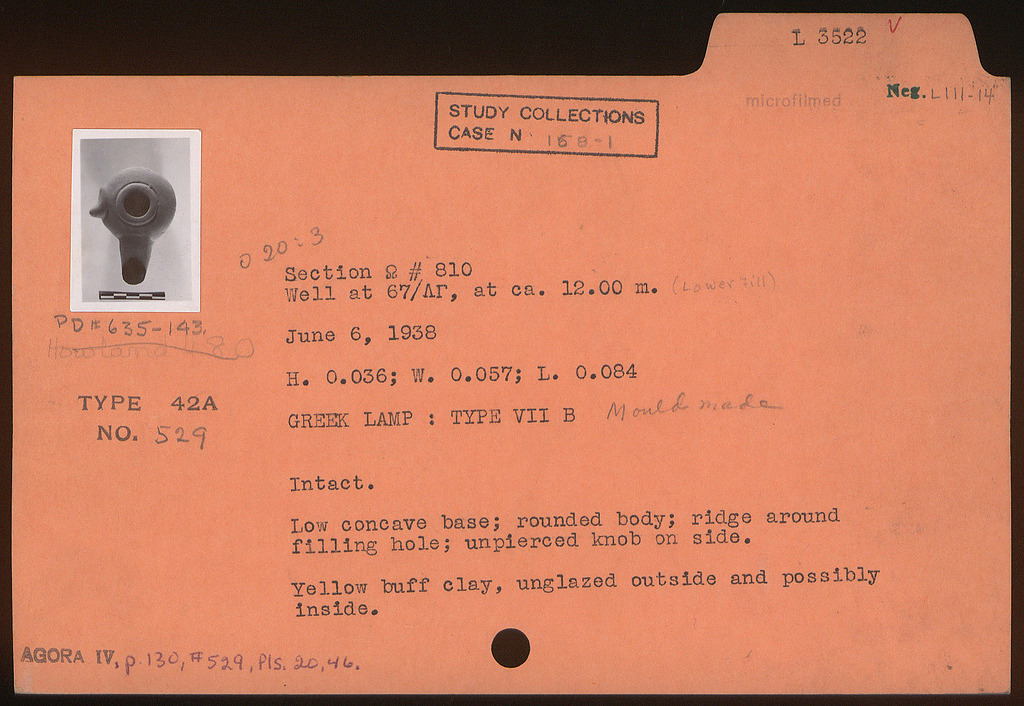 L 3522 V
microfilmed
Neg. LIII-14
STUDY COLLECTIONS
CASE N 158-1
O 20:3
Section Ω # 810
Well at 67/ΛΓ, at ca. 12.00 m. (Lower fill)
PD# 635-143.
June 6, 1938
Howland 80
H. 0.036; W. 0.057; L. 0.084
TYPE 42A
NO. 529
GREEK LAMP : TYPE VII B Mould made
Intact.
Low concave base; rounded body; ridge around
filling hole; unpierced knob on side.
Yellow buff clay, unglazed outside and possibly
inside.
AGORA IV, p. 130, #529, Pls. 20, 46.